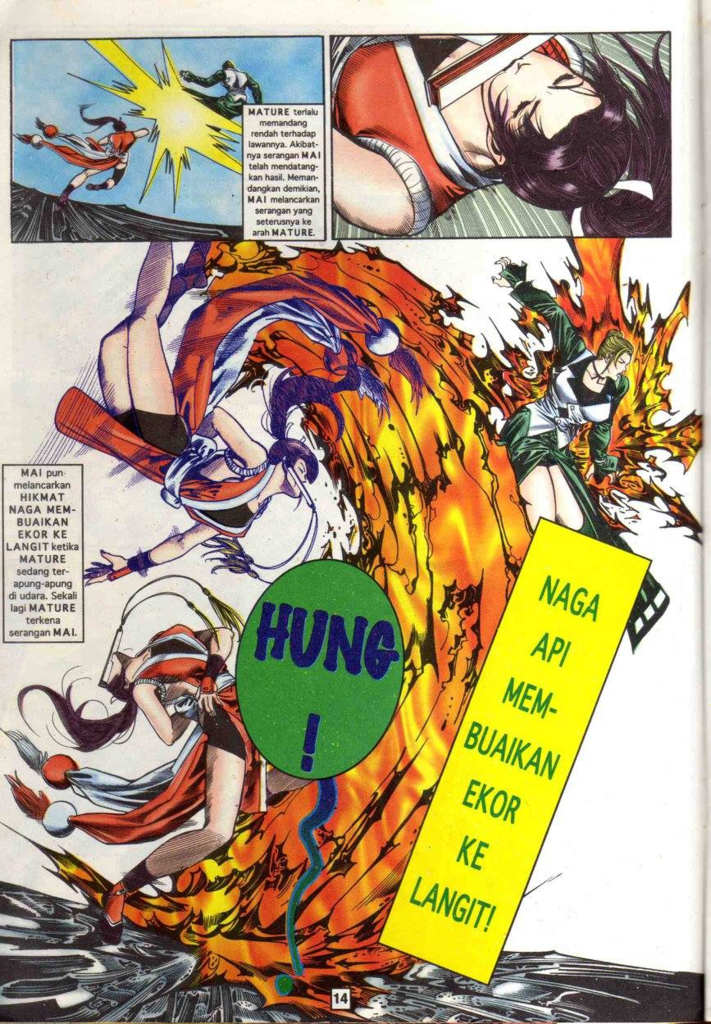 MATURE terlalu
memandang
rendah terhadap
lawannya. Akibat-
nya serangan MAI
telah mendatang-
kan hasil. Meman-
dangkan demikian,
MAI melancarkan
serangan yang
seterusnya ke
arah MATURE.
MAI pun-
melancarkan
HIKMAT
NAGA MEM-
BUAIKAN
EKOR KE
LANGIT ketika
MATURE
sedang ter-
apung-apung
di udara. Sekali
lagi MATURE
terkena
serangan MAI.
HUNG
!
NAGA
API
MEM-
BUAIKAN
EKOR
KE
LANGIT!
14